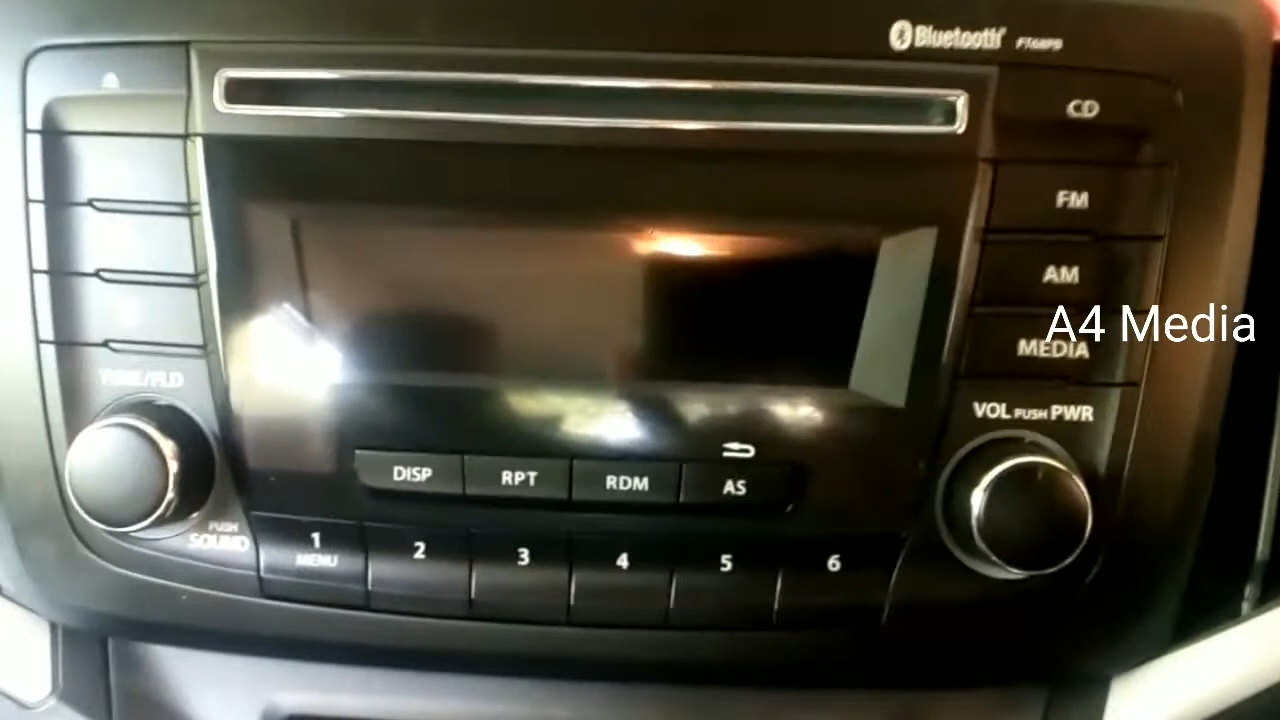 Bluetooth
CD
FM
AM
A4 Media
MEDIA
TUNE/FLD
VOL PUSH PWR
DISP
RPT
RDM
AS
PUSH
SOUND
1
MENU
2
3
4
5
6